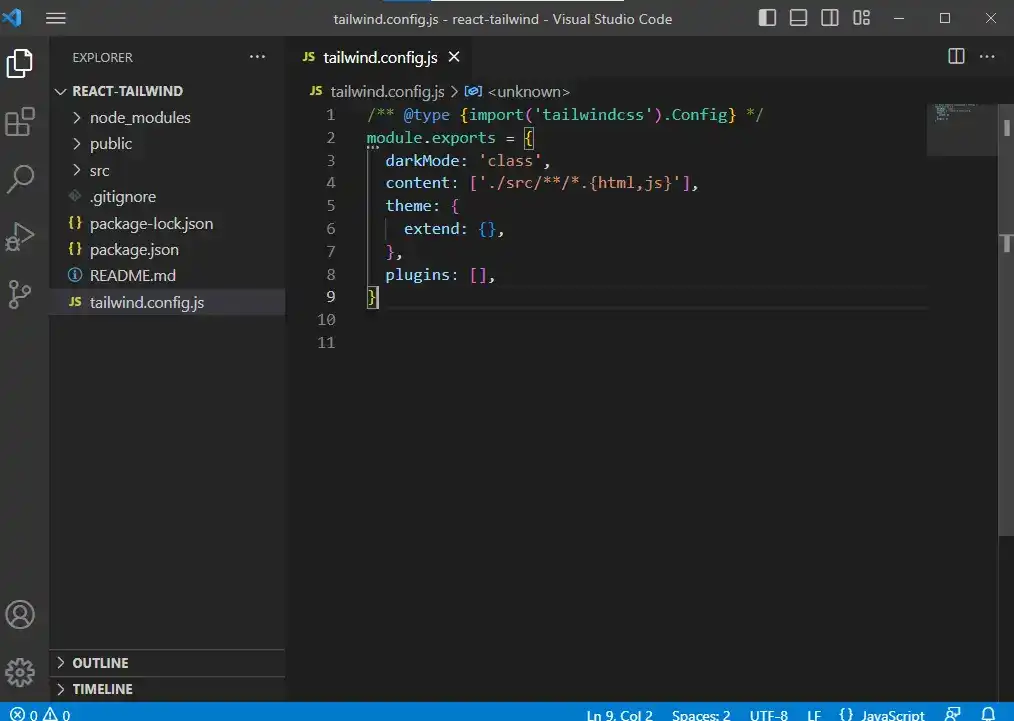 tailwind.config.js - react-tailwind - Visual Studio Code
EXPLORER
REACT-TAILWIND
node_modules
public
src
.gitignore
{} package-lock.json
{} package.json
README.md
JS tailwind.config.js
OUTLINE
TIMELINE
JS tailwind.config.js
JS tailwind.config.js > <unknown>
1 /** @type {import('tailwindcss').Config} */
2 module.exports = {
3 darkMode: 'class',
4 content: ['./src/**/*.{html,js}'],
5 theme: {
6 extend: {},
7 },
8 plugins: [],
9 }
10
11
0 0 Ln 9, Col 2 Spaces: 2 UTF-8 LF {} JavaScript